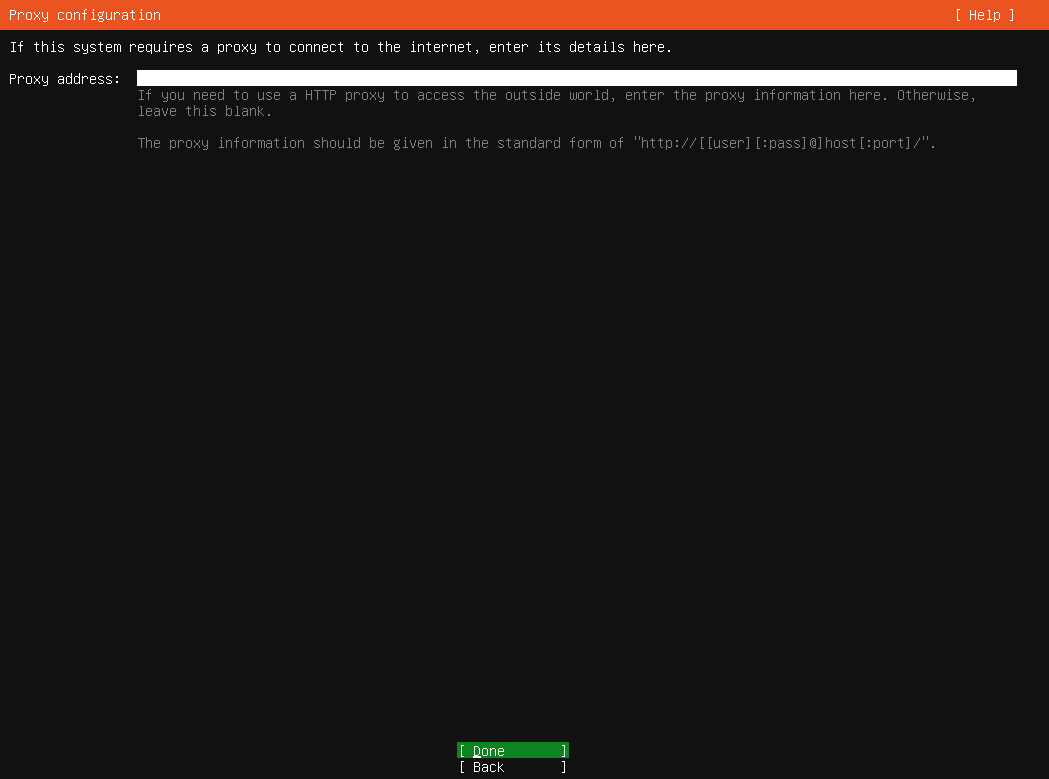 Proxy configuration [ Help ]
If this system requires a proxy to connect to the internet, enter its details here.
Proxy address:
If you need to use a HTTP proxy to access the outside world, enter the proxy information here. Otherwise,
leave this blank.
The proxy information should be given in the standard form of "http://[[user][:pass]@]host[:port]/".
[ Done ]
[ Back ]